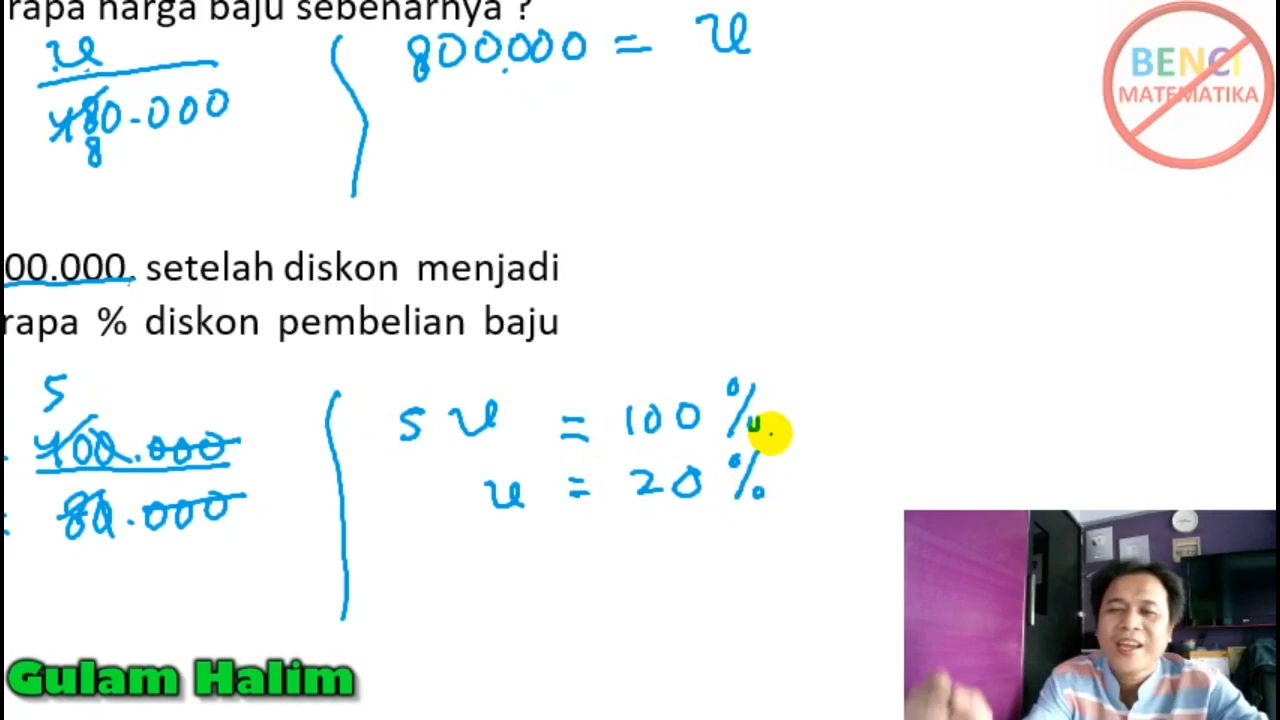 rapa harga baju sebenarnya ?
u
480.000
8
800.000 = u
BENCI
MATEMATIKA
00.000, setelah diskon menjadi
rapa % diskon pembelian baju
5
400.000
80.000
5 u = 100 %
u = 20 %
Gulam Halim